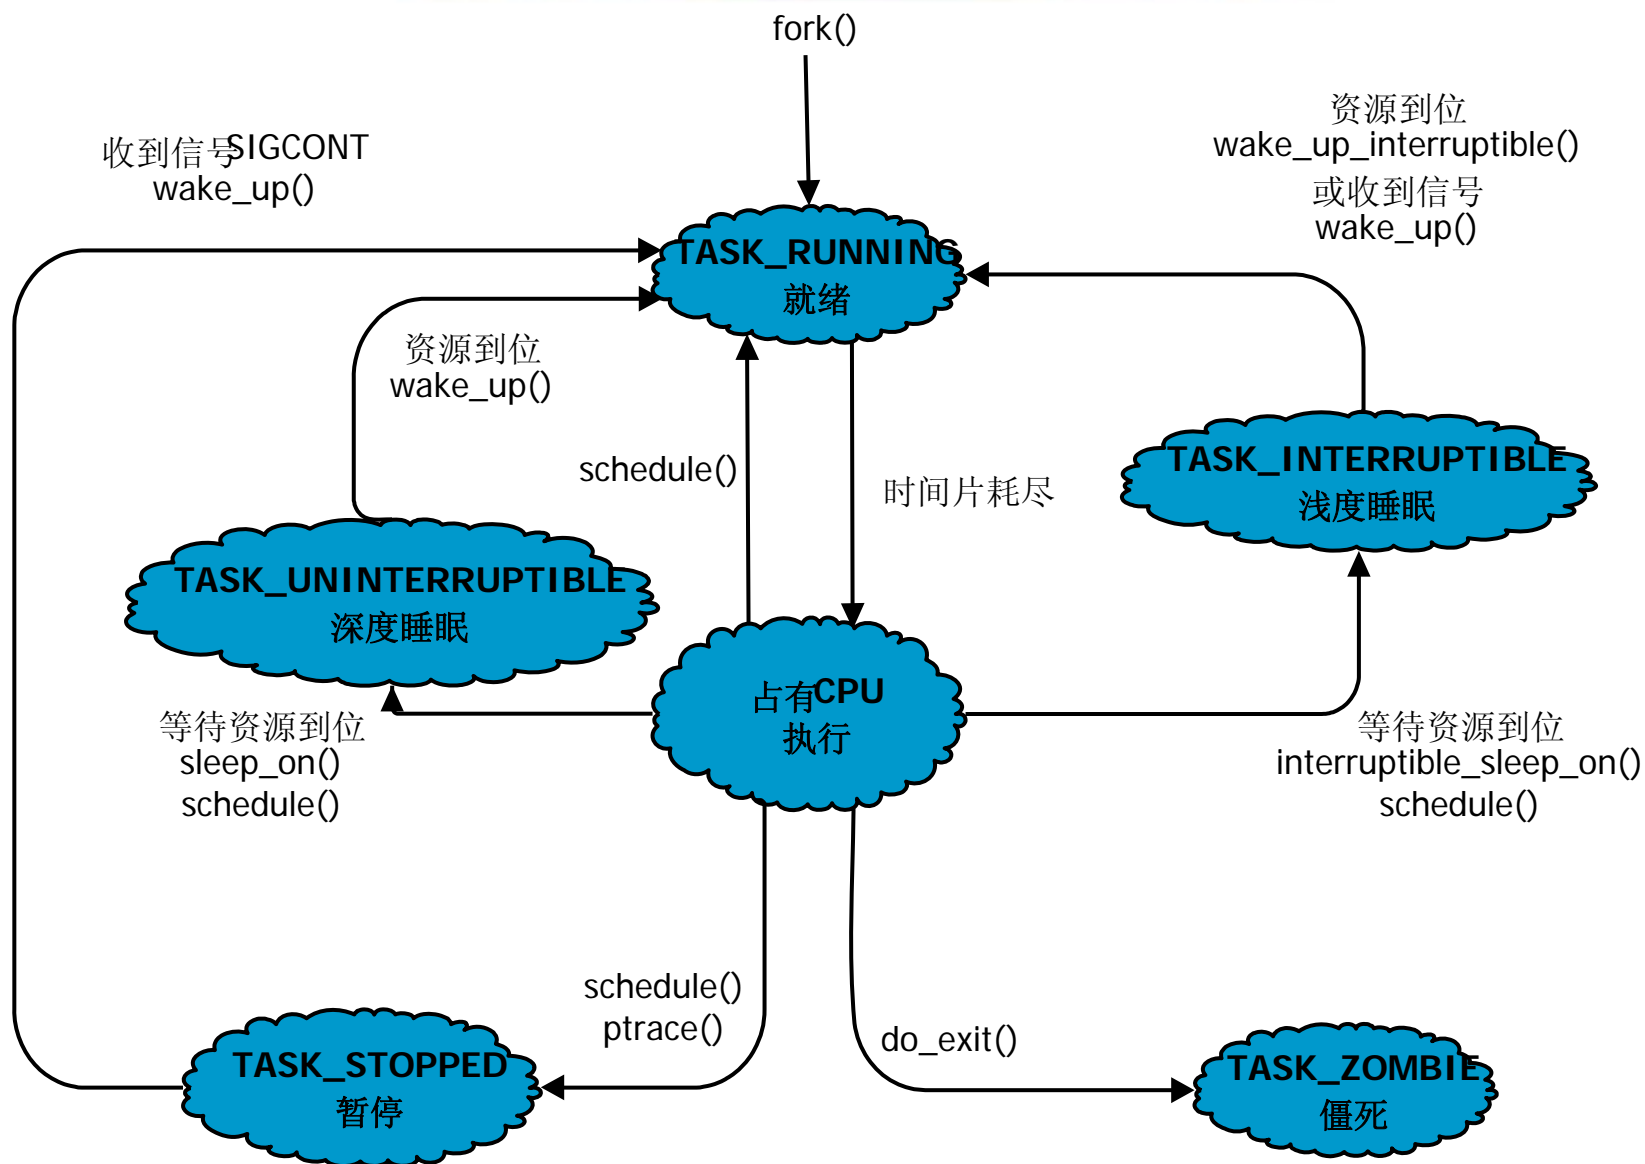 fork()
收到信号SIGCONT
wake_up()
资源到位
wake_up_interruptible()
或收到信号
wake_up()
TASK_RUNNING
就绪
资源到位
wake_up()
schedule()
时间片耗尽
TASK_INTERRUPTIBLE
浅度睡眠
TASK_UNINTERRUPTIBLE
深度睡眠
占有CPU
执行
等待资源到位
sleep_on()
schedule()
等待资源到位
interruptible_sleep_on()
schedule()
schedule()
ptrace()
do_exit()
TASK_STOPPED
暂停
TASK_ZOMBIE
僵死